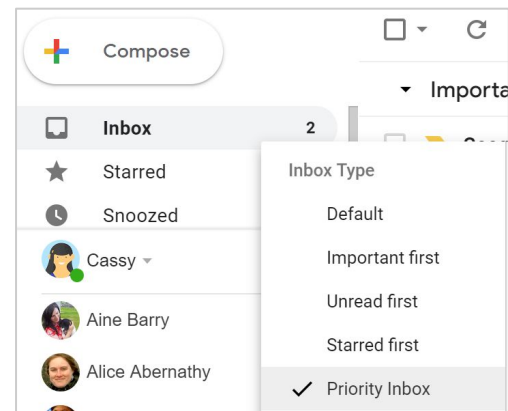 Compose
Importa
Inbox 2
Starred
Snoozed
Cassy
Aine Barry
Alice Abernathy
Inbox Type
Default
Important first
Unread first
Starred first
Priority Inbox